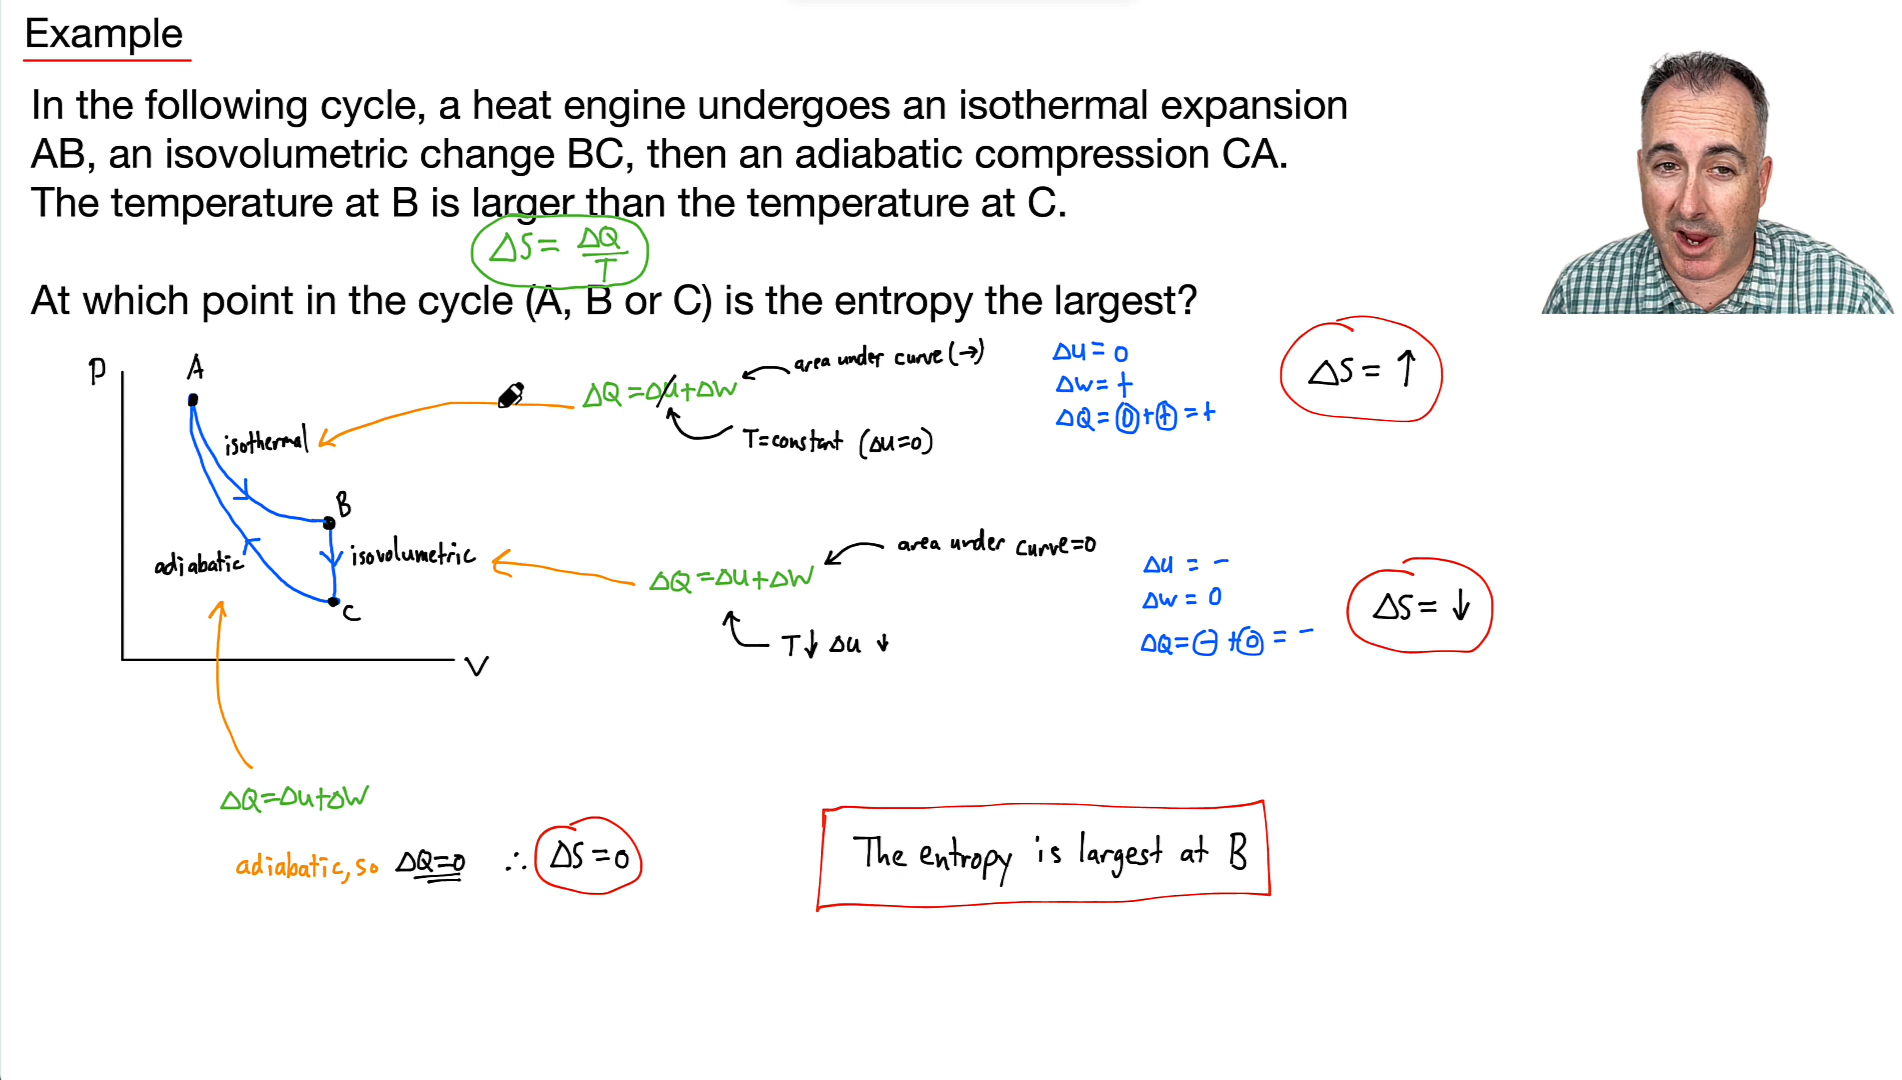 Example
In the following cycle, a heat engine undergoes an isothermal expansion
AB, an isovolumetric change BC, then an adiabatic compression CA.
The temperature at B is larger than the temperature at C.
ΔS = ΔQ/T
At which point in the cycle (A, B or C) is the entropy the largest?
P
A
isothermal
B
isovolumetric
adiabatic
C
V
ΔQ = ΔU + ΔW
area under curve (→)
T = constant (ΔU = 0)
ΔU = 0
ΔW = +
ΔQ = 0 + + = +
ΔS = ↑
ΔQ = ΔU + ΔW
area under curve = 0
T↓ ΔU ↓
ΔU = -
ΔW = 0
ΔQ = - + 0 = -
ΔS = ↓
ΔQ = ΔU + ΔW
adiabatic, so ΔQ = 0 ∴ ΔS = 0
The entropy is largest at B